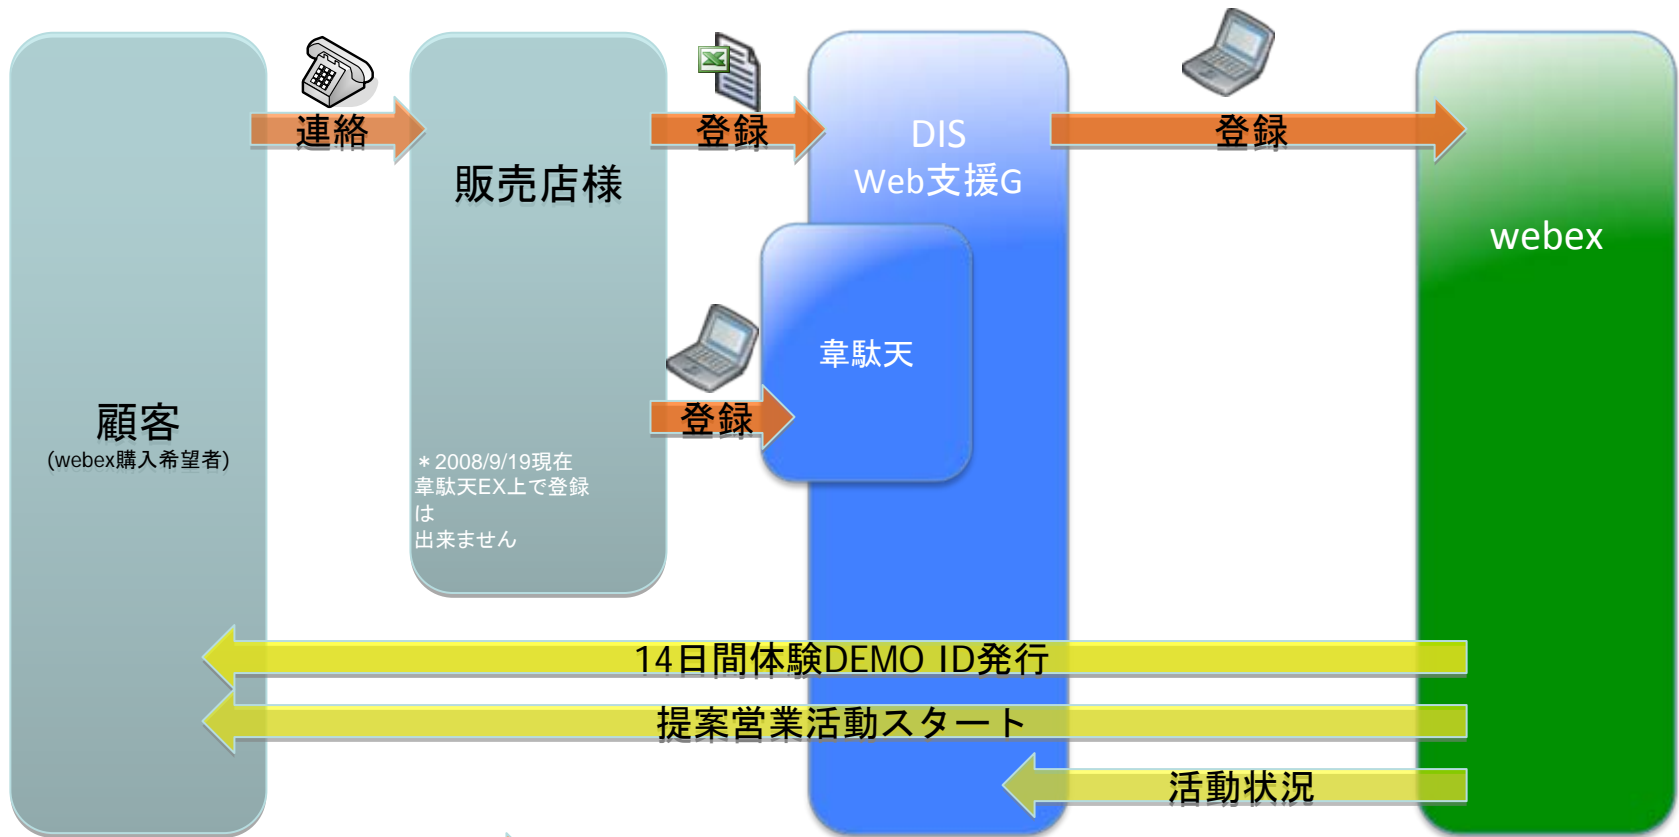 連絡
登録
登録
DIS
Web支援G
販売店様
webex
韋駄天
登録
顧客
(webex購入希望者)
＊2008/9/19現在
韋駄天EX上で登録
は
出来ません
14日間体験DEMO ID発行
提案営業活動スタート
活動状況